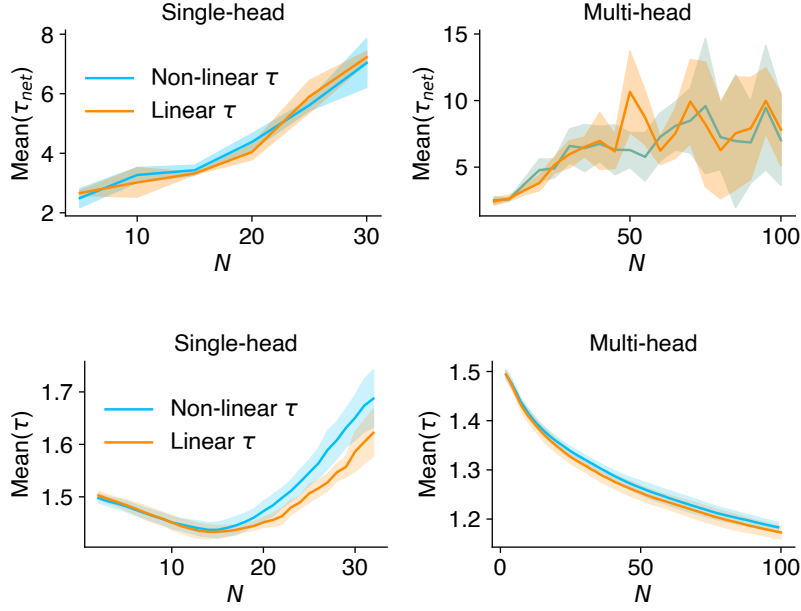 Single-head
Mean(τnet)
8
6
4
2
Non-linear τ
Linear τ
10
20
30
N
Multi-head
Mean(τnet)
15
10
5
50
100
N
Single-head
Mean(τ)
1.7
1.6
1.5
Non-linear τ
Linear τ
10
20
30
N
Multi-head
Mean(τ)
1.5
1.4
1.3
1.2
0
50
100
N